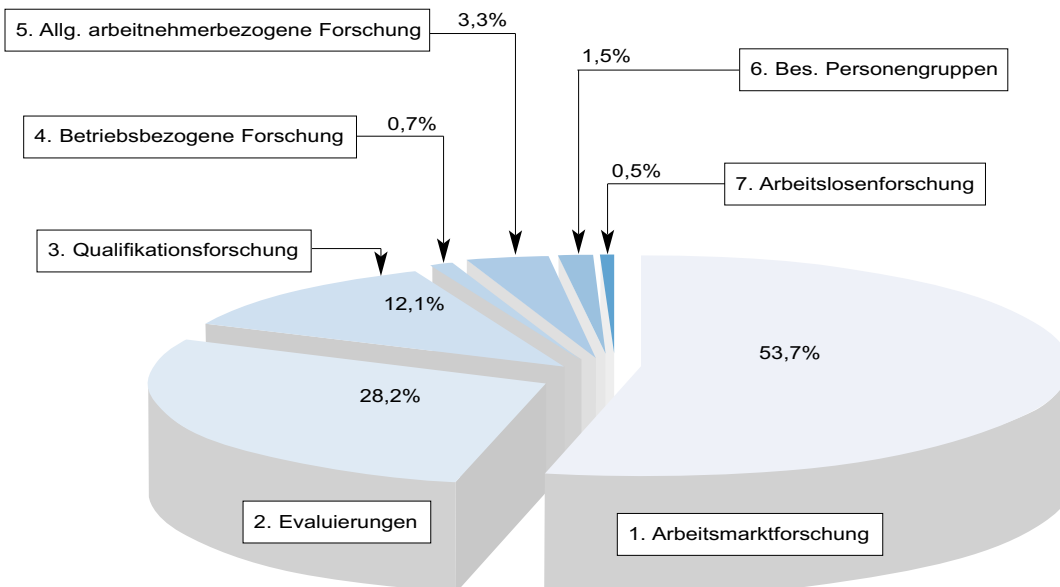 5. Allg. arbeitnehmerbezogene Forschung
3,3%
1,5%
6. Bes. Personengruppen
4. Betriebsbezogene Forschung
0,7%
0,5%
7. Arbeitslosenforschung
3. Qualifikationsforschung
12,1%
53,7%
28,2%
2. Evaluierungen
1. Arbeitsmarktforschung